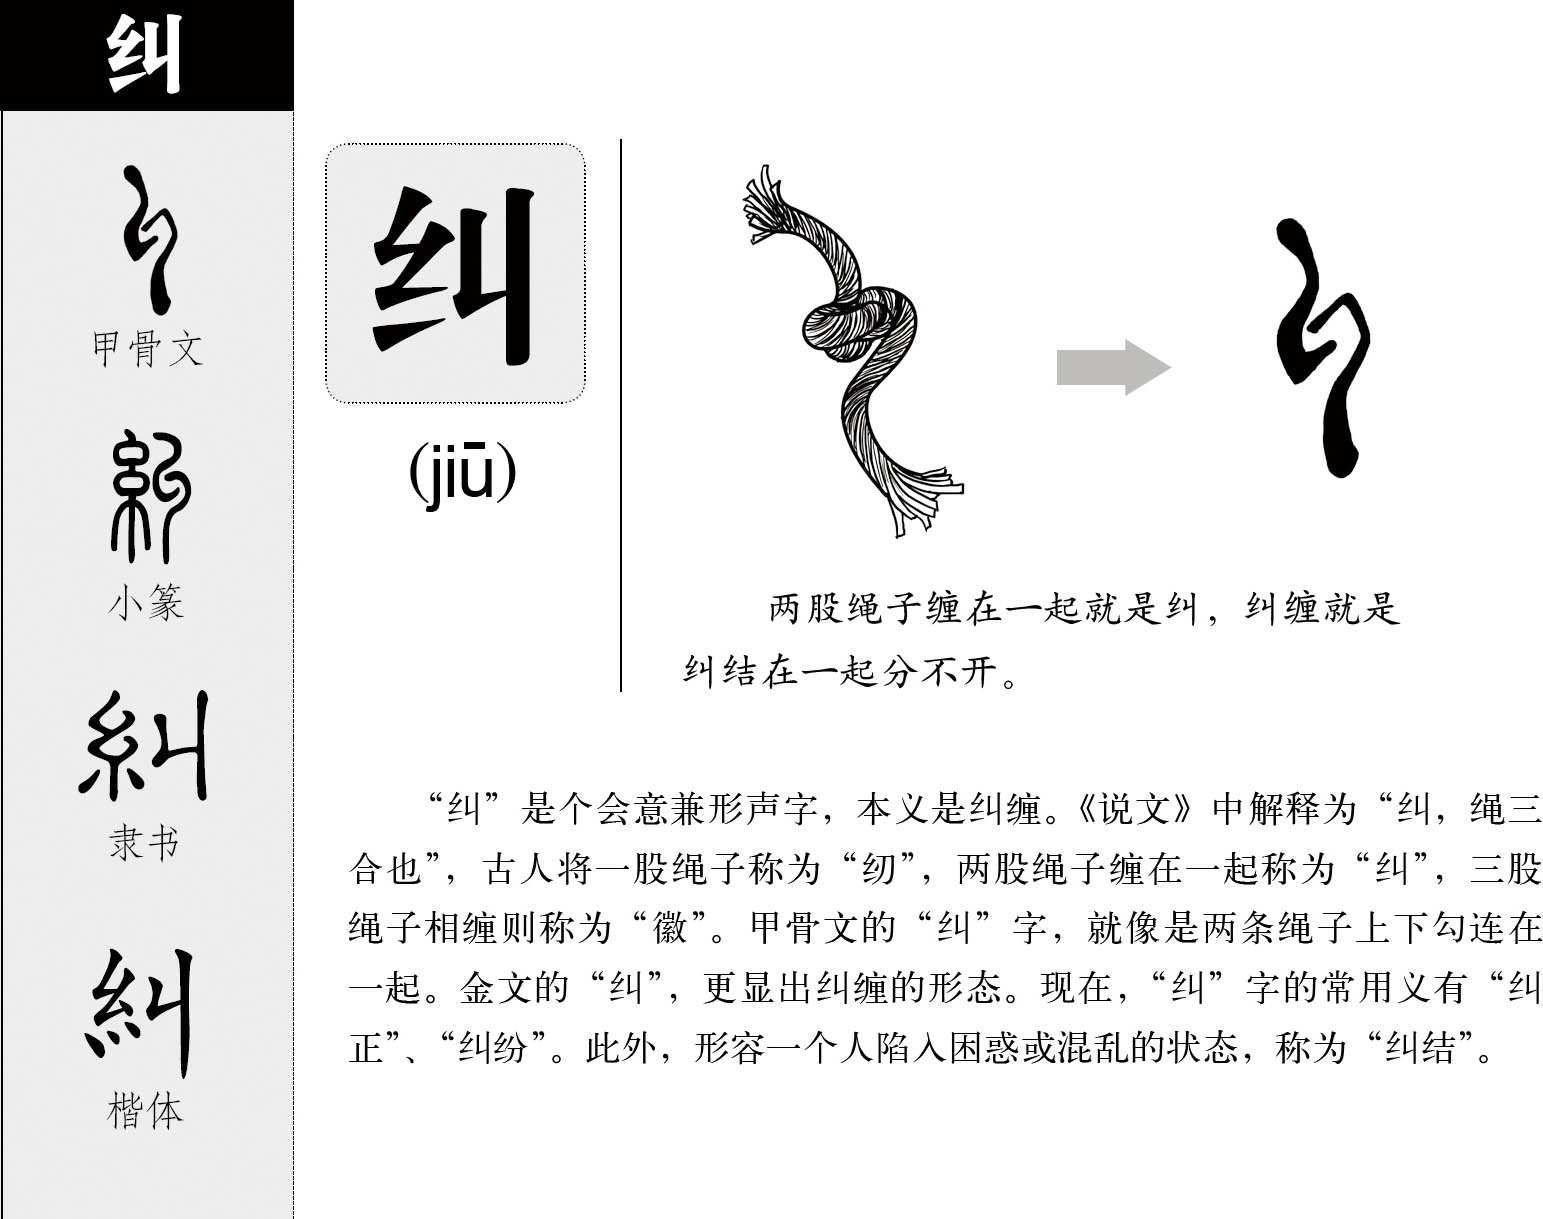 纠
甲骨文
小篆
隶书
楷体
纠
(jiū)
两股绳子缠在一起就是纠，纠缠就是
纠结在一起分不开。
“纠”是个会意兼形声字，本义是纠缠。《说文》中解释为“纠，绳三
合也”，古人将一股绳子称为“纫”，两股绳子缠在一起称为“纠”，三股
绳子相缠则称为“徽”。甲骨文的“纠”字，就像是两条绳子上下勾连在
一起。金文的“纠”，更显出纠缠的形态。现在，“纠”字的常用义有“纠
正”、“纠纷”。此外，形容一个人陷入困惑或混乱的状态，称为“纠结”。